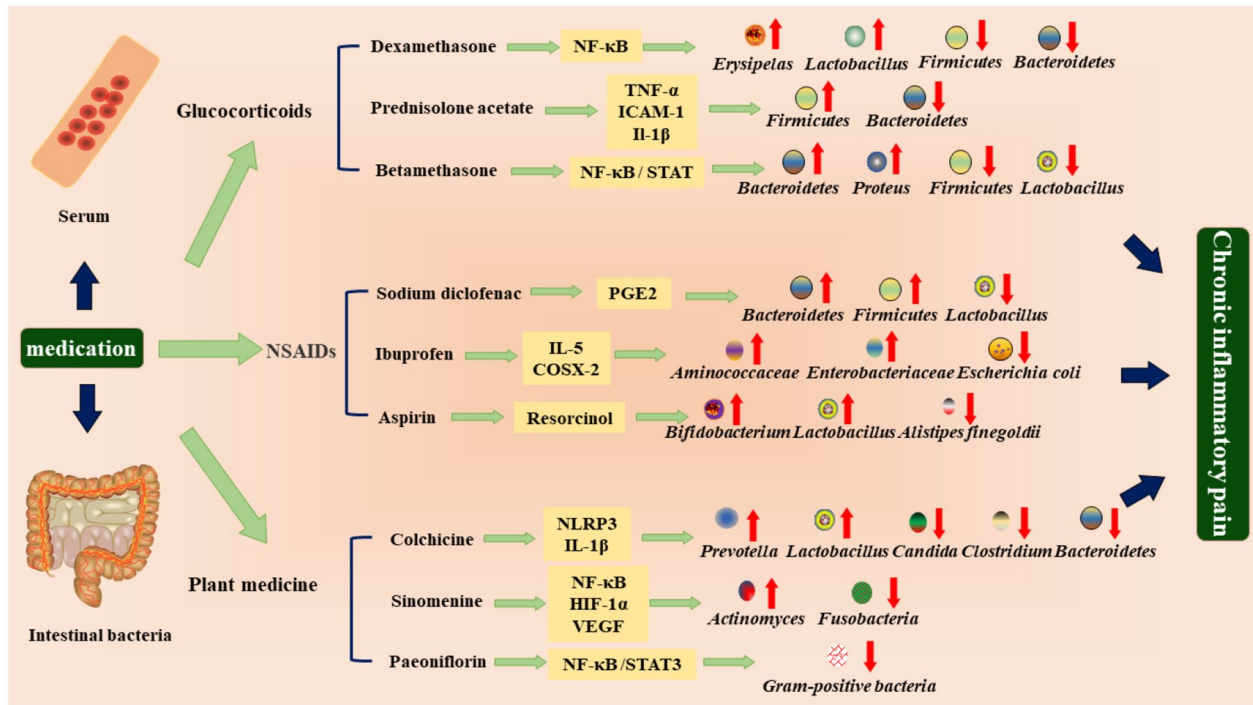 Serum
medication
Intestinal bacteria
Glucocorticoids
Dexamethasone
NF-κB
Erysipelas Lactobacillus Firmicutes Bacteroidetes
Prednisolone acetate
TNF-α
ICAM-1
Il-1β
Firmicutes Bacteroidetes
Betamethasone
NF-κB/ STAT
Bacteroidetes Proteus Firmicutes Lactobacillus
NSAIDs
Sodium diclofenac
PGE2
Bacteroidetes Firmicutes Lactobacillus
Ibuprofen
IL-5
COSX-2
Aminococcaceae Enterobacteriaceae Escherichia coli
Aspirin
Resorcinol
Bifidobacterium Lactobacillus Alistipes finegoldii
Plant medicine
Colchicine
NLRP3
IL-1β
Prevotella Lactobacillus Candida Clostridium Bacteroidetes
Sinomenine
NF-κB
HIF-1α
VEGF
Actinomyces Fusobacteria
Paeoniflorin
NF-κB/STAT3
Gram-positive bacteria
Chronic inflammatory pain